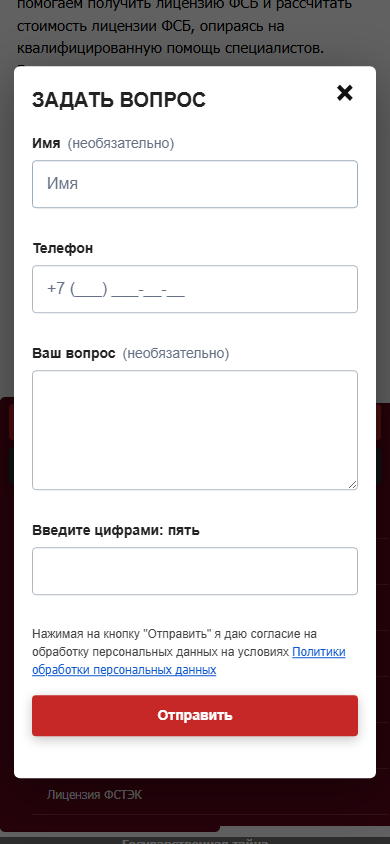 помогаем получить лицензию ФСБ и рассчитать
стоимость лицензии ФСБ, опираясь на
квалифицированную помощь специалистов.
ЗАДАТЬ ВОПРОС
Имя (необязательно)
Имя
Телефон
+7 (___) ___-__-__
Ваш вопрос (необязательно)
Введите цифрами: пять
Нажимая на кнопку "Отправить" я даю согласие на
обработку персональных данных на условиях Политики
обработки персональных данных
Отправить
Лицензия ФСТЭК
Государственная тайна